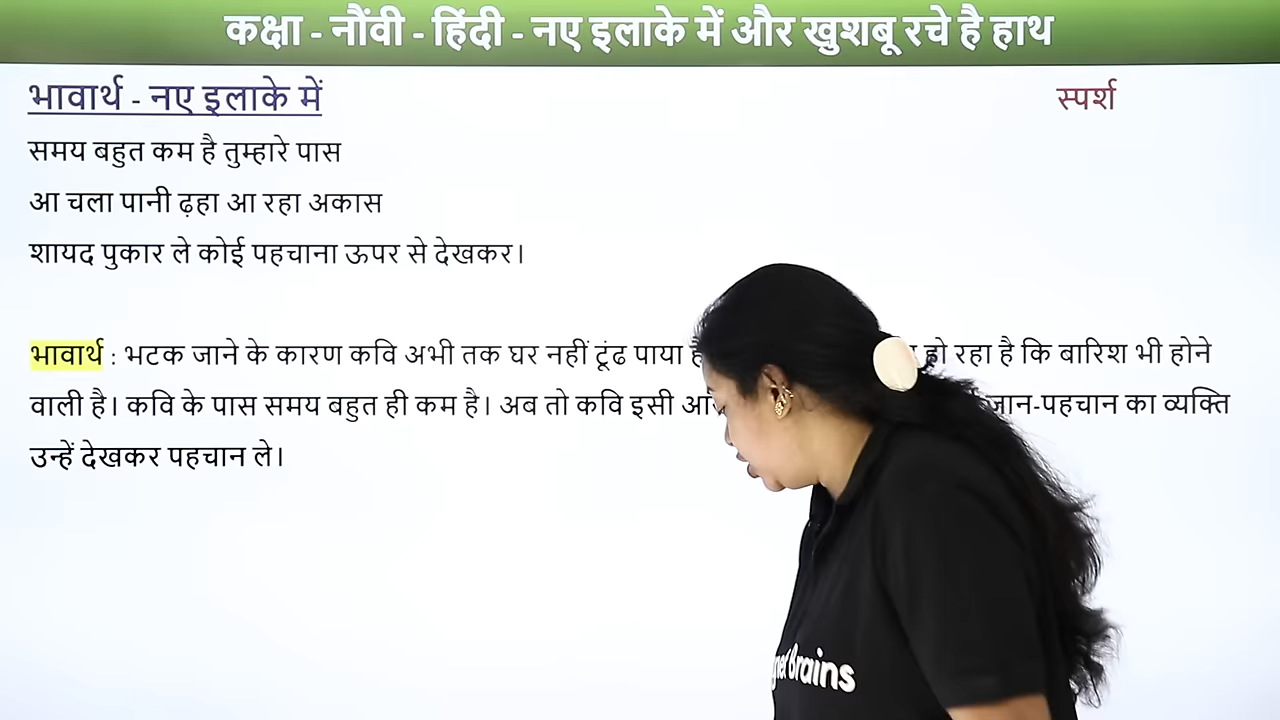 कक्षा - नौंवी - हिंदी - नए इलाके में और खुशबू रचे है हाथ
भावार्थ - नए इलाके में
स्पर्श
समय बहुत कम है तुम्हारे पास
आ चला पानी ढ़हा आ रहा अकास
शायद पुकार ले कोई पहचाना ऊपर से देखकर।
भावार्थ : भटक जाने के कारण कवि अभी तक घर नहीं टूंढ पाया हो रहा है कि बारिश भी होने
वाली है। कवि के पास समय बहुत ही कम है। अब तो कवि इसी जान-पहचान का व्यक्ति
उन्हें देखकर पहचान ले।
Brains